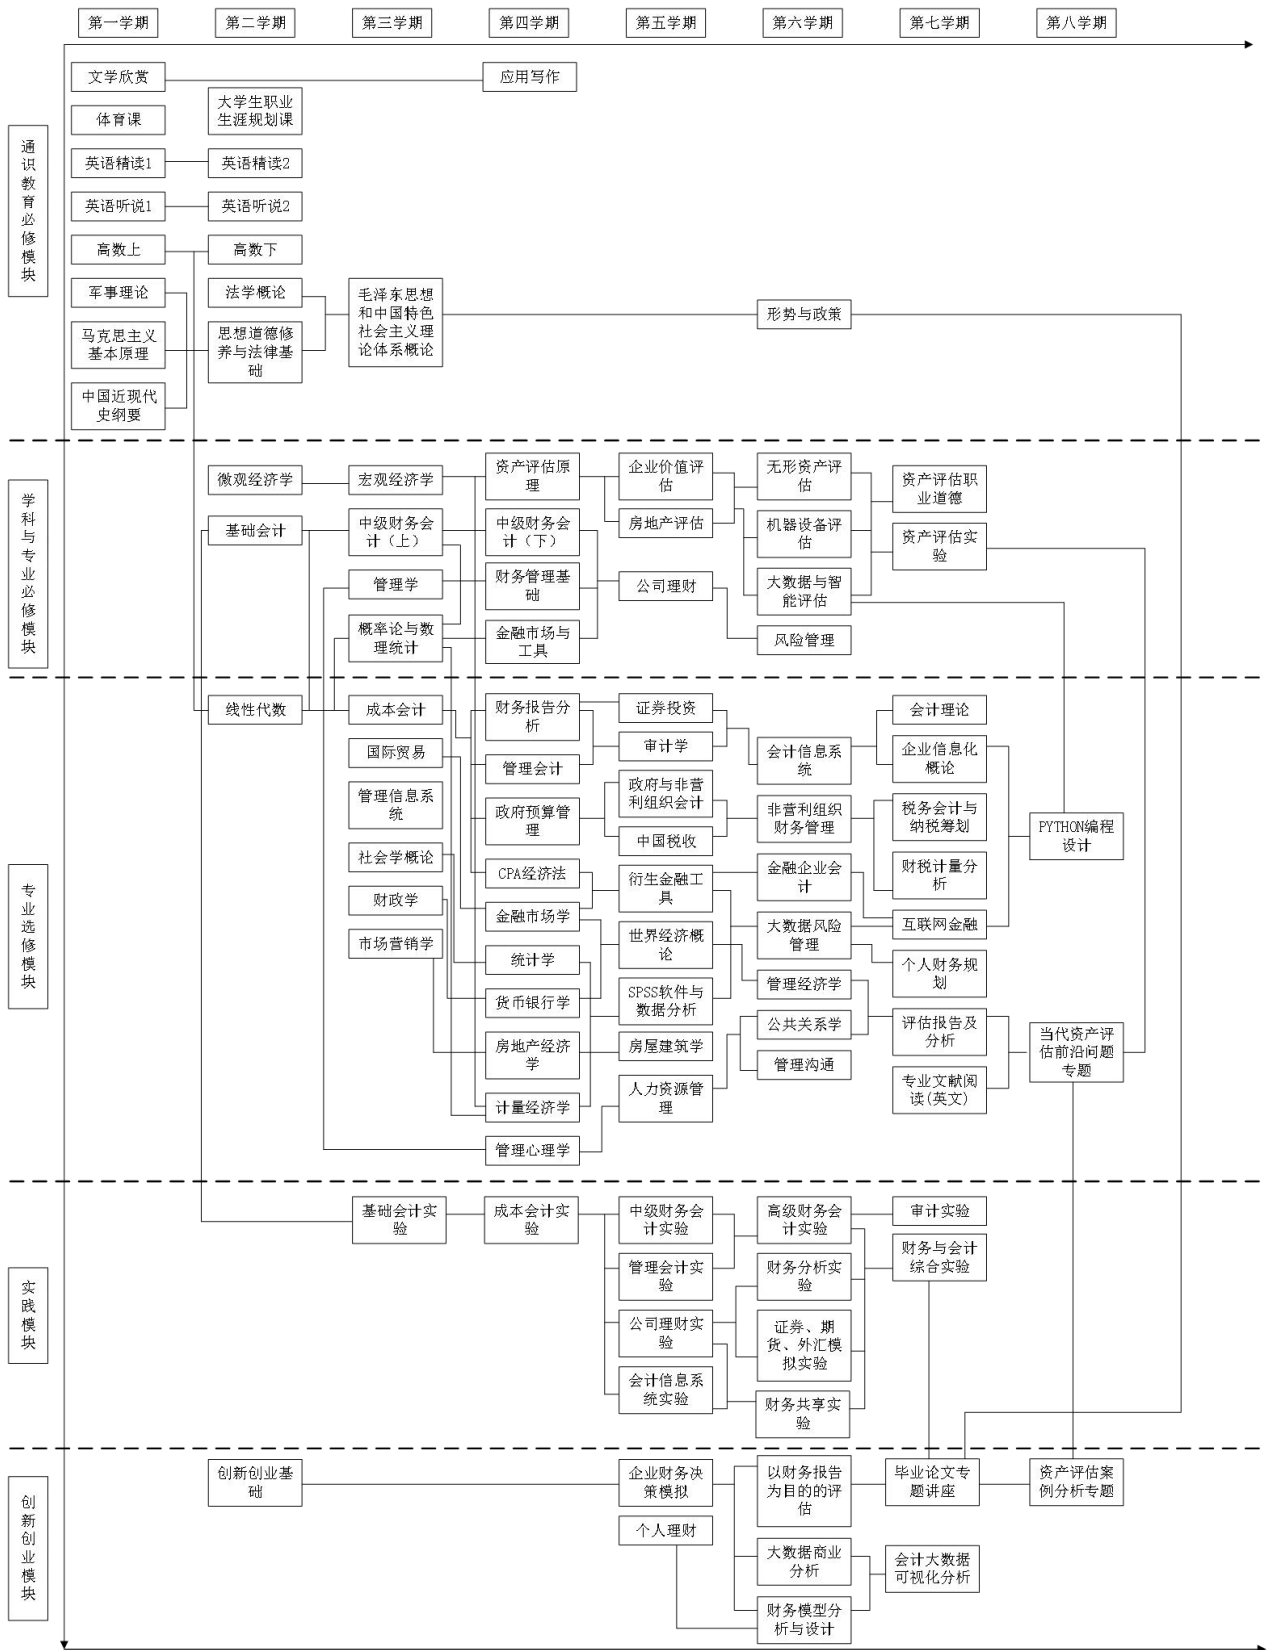 第一学期
第二学期
第三学期
第四学期
第五学期
第六学期
第七学期
第八学期
通识教育必修模块
文学欣赏
应用写作
体育课
大学生职业
生涯规划课
英语精读1
英语精读2
英语听说1
英语听说2
高数上
高数下
军事理论
法学概论
马克思主义
基本原理
思想道德修
养与法律基
础
毛泽东思想
和中国特色
社会主义理
论体系概论
形势与政策
中国近现代
史纲要
学科与专业必修模块
微观经济学
宏观经济学
资产评估原
理
企业价值评
估
无形资产评
估
资产评估职
业道德
基础会计
中级财务会
计（上）
中级财务会
计（下）
房地产评估
机器设备评
估
资产评估实
验
管理学
财务管理基
础
公司理财
大数据与智
能评估
概率论与数
理统计
金融市场与
工具
风险管理
专业选修模块
线性代数
成本会计
国际贸易
管理信息系
统
社会学概论
财政学
市场营销学
财务报告分
析
管理会计
政府预算管
理
CPA经济法
金融市场学
统计学
货币银行学
房地产经济
学
计量经济学
管理心理学
证券投资
审计学
政府与非营
利组织会计
中国税收
衍生金融工
具
世界经济概
论
SPSS软件与
数据分析
房屋建筑学
人力资源管
理
会计信息系
统
非营利组织
财务管理
金融企业会
计
大数据风险
管理
管理经济学
公共关系学
管理沟通
会计理论
企业信息化
概论
税务会计与
纳税筹划
财税计量分
析
互联网金融
个人财务规
划
评估报告及
分析
专业文献阅
读(英文)
PYTHON编程
设计
当代资产评
估前沿问题
专题
实践模块
基础会计实
验
成本会计实
验
中级财务会
计实验
管理会计实
验
公司理财实
验
会计信息系
统实验
高级财务会
计实验
财务分析实
验
证券、期
货、外汇模
拟实验
财务共享实
验
审计实验
财务与会计
综合实验
创新创业模块
创新创业基
础
企业财务决
策模拟
个人理财
以财务报告
为目的的评
估
大数据商业
分析
财务模型分
析与设计
毕业论文专
题讲座
会计大数据
可视化分析
资产评估案
例分析专题